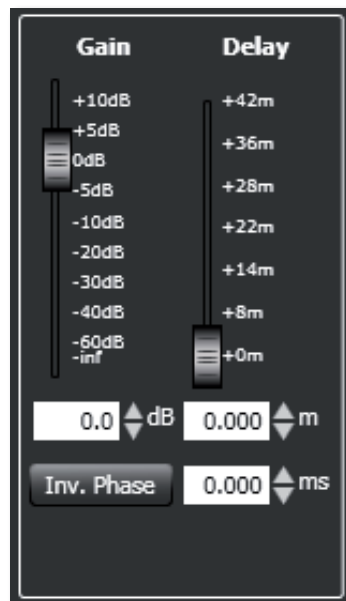 Gain Delay
+10dB +42m
+5dB
+36m
0dB
-5dB +28m
-10dB +22m
-20dB
+14m
-30dB
-40dB +8m
-60dB
-inf +0m
0.0 dB 0.000 m
Inv. Phase 0.000 ms